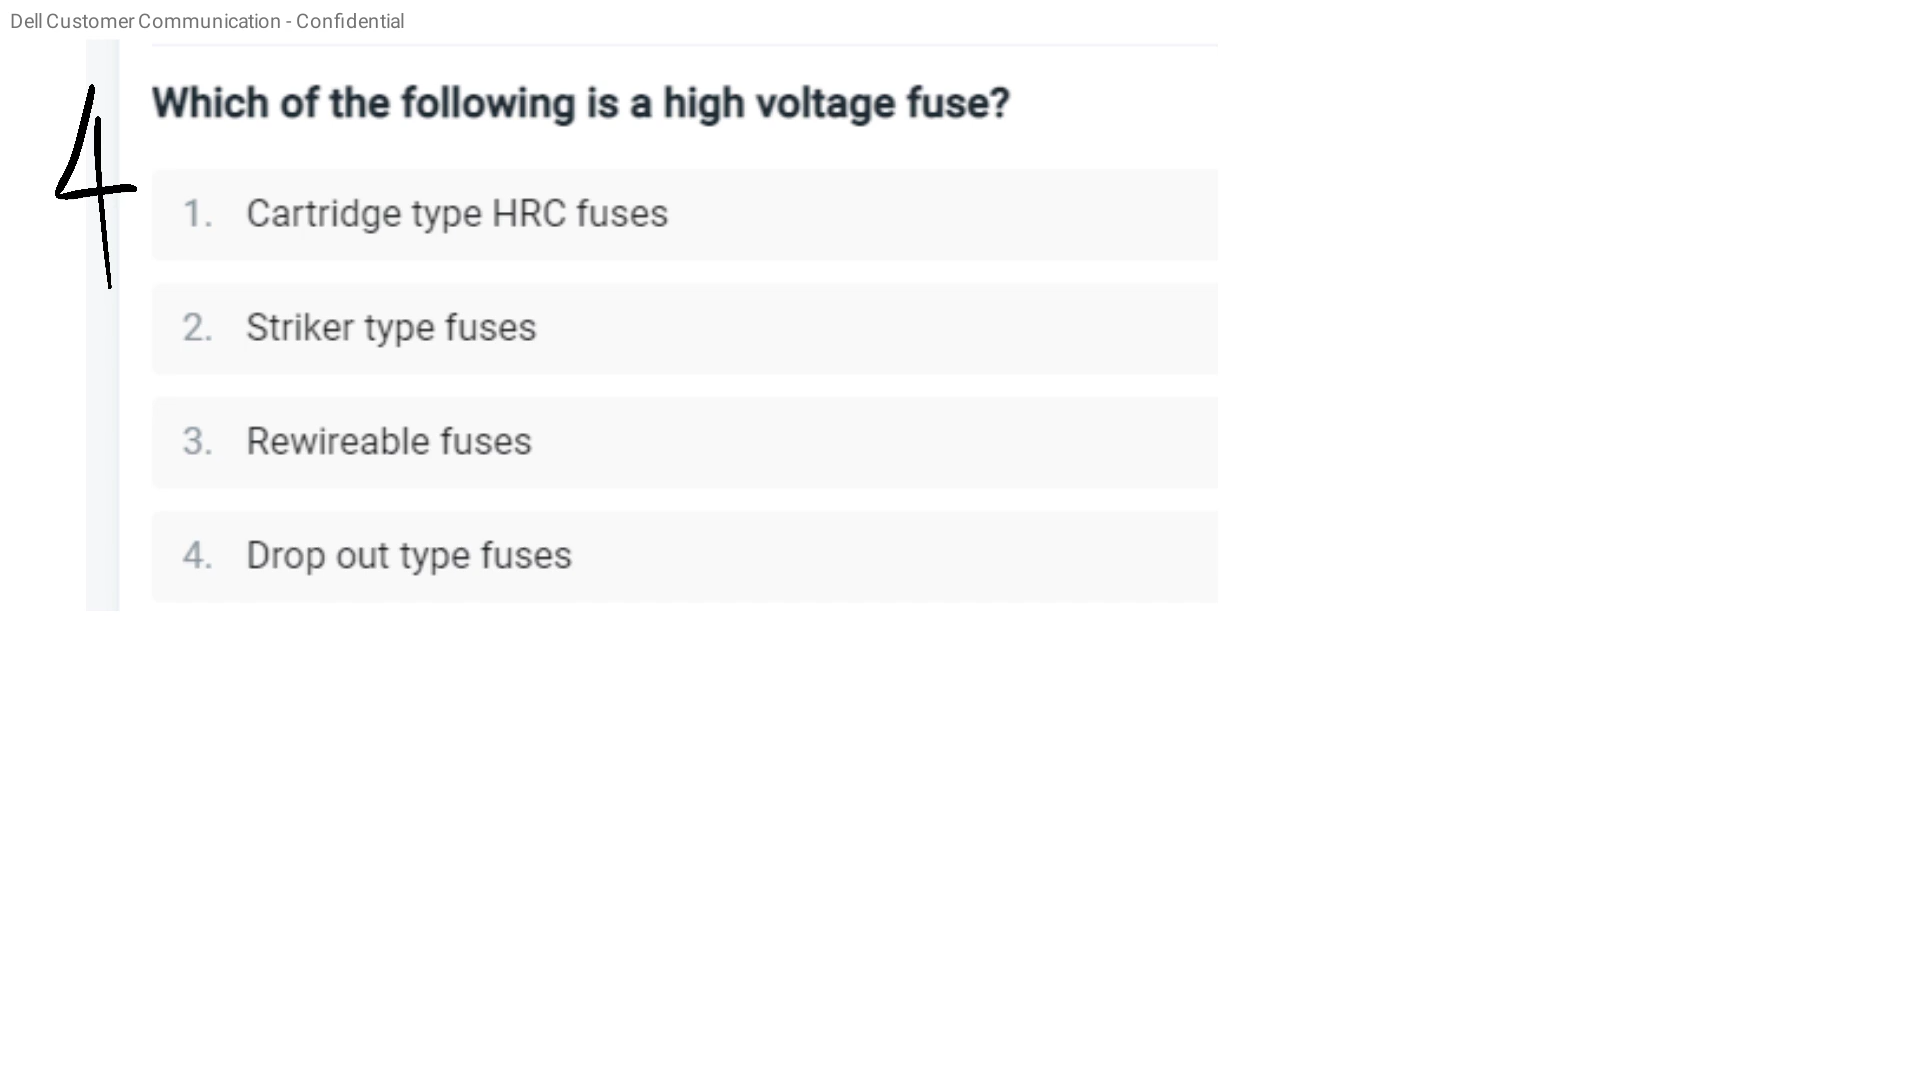 Dell Customer Communication - Confidential
4
Which of the following is a high voltage fuse?
1. Cartridge type HRC fuses
2. Striker type fuses
3. Rewireable fuses
4. Drop out type fuses